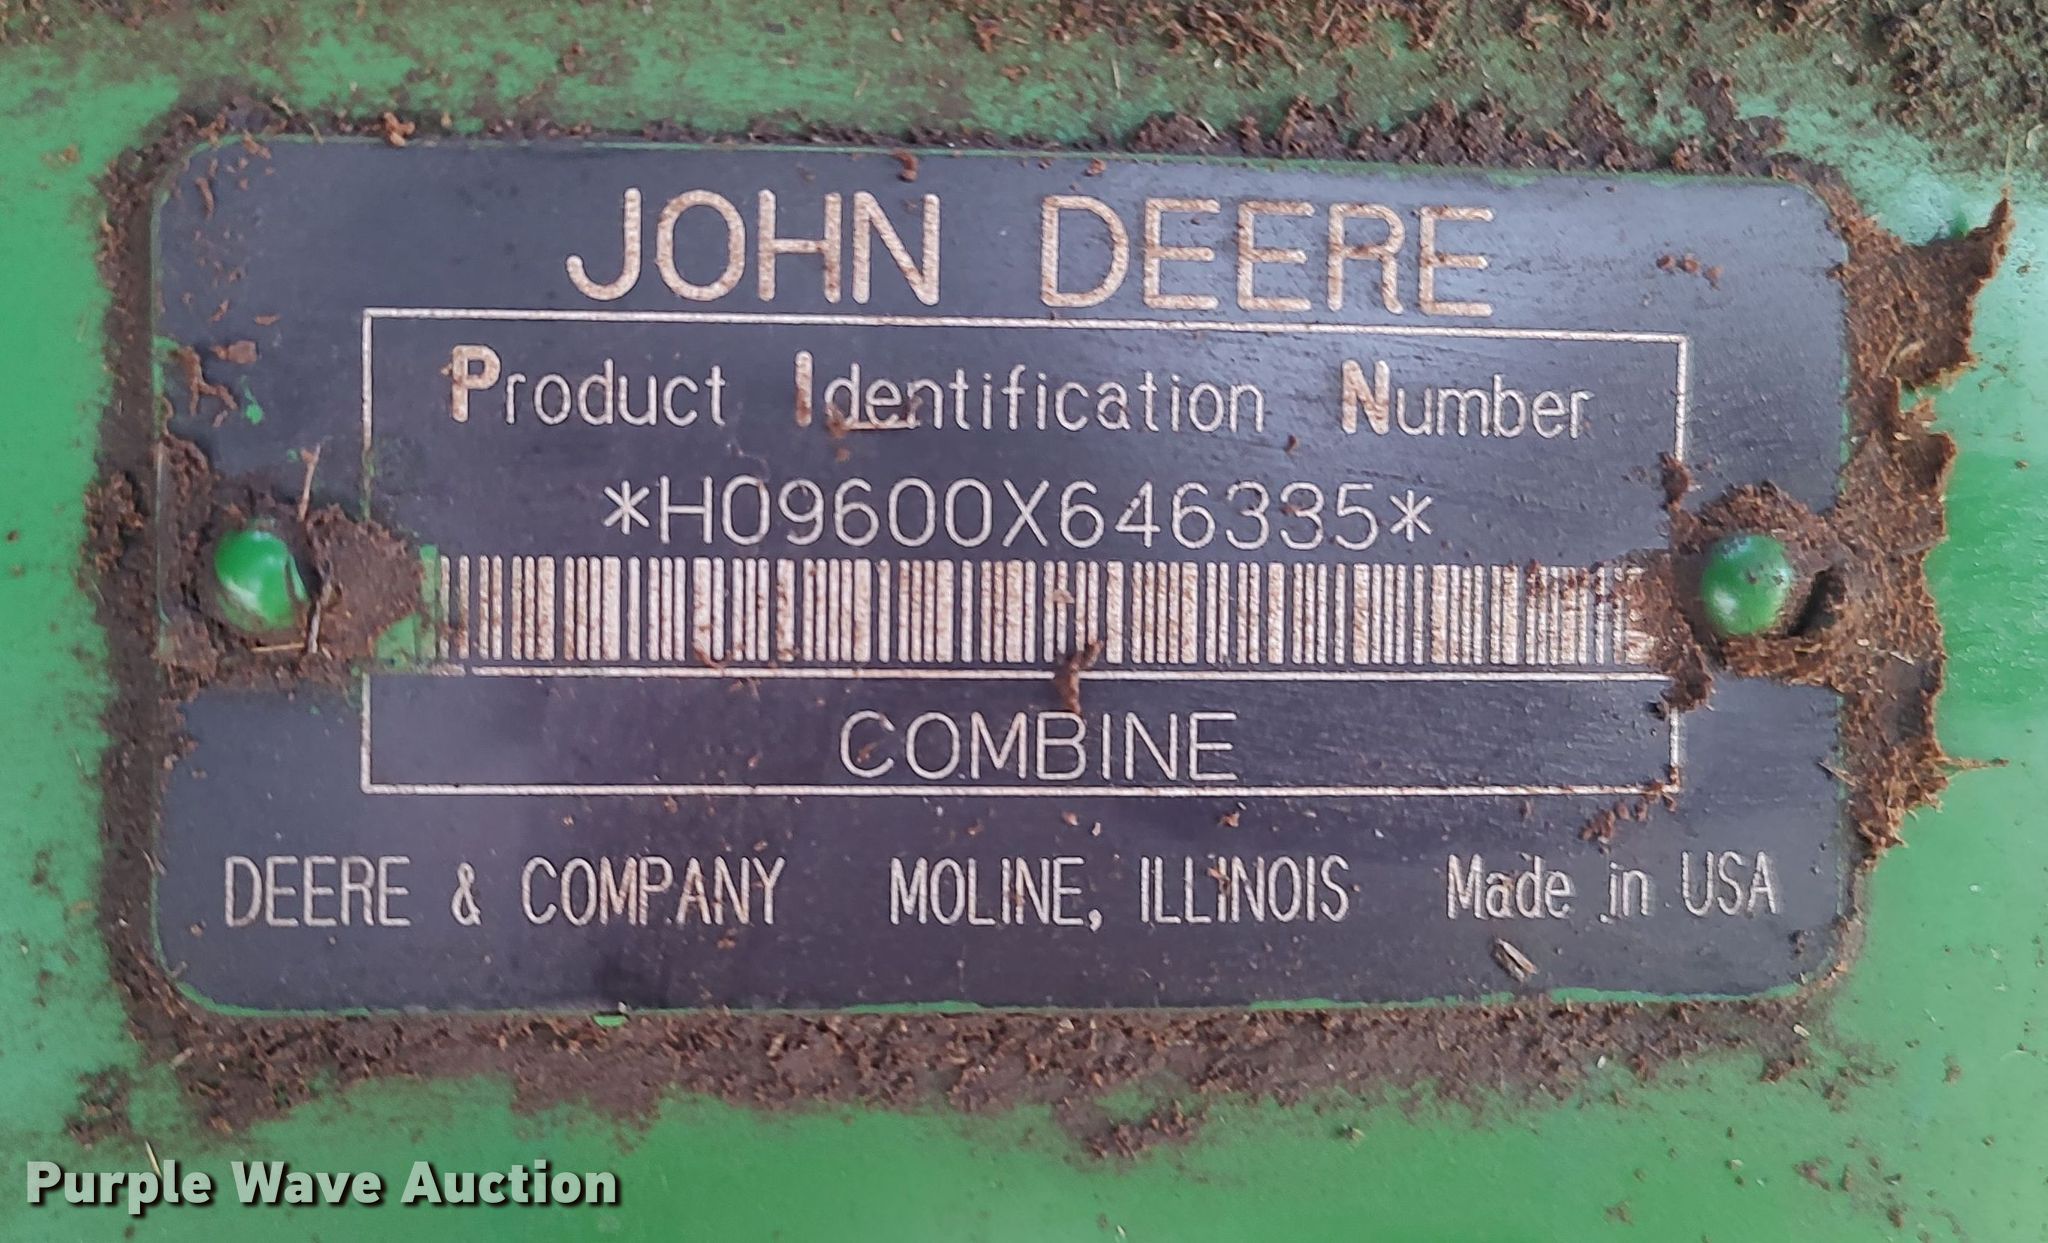 JOHN DEERE
Product Identification Number
*H09600X646335*
COMBINE
DEERE & COMPANY MOLINE, ILLINOIS Made in USA
Purple Wave Auction